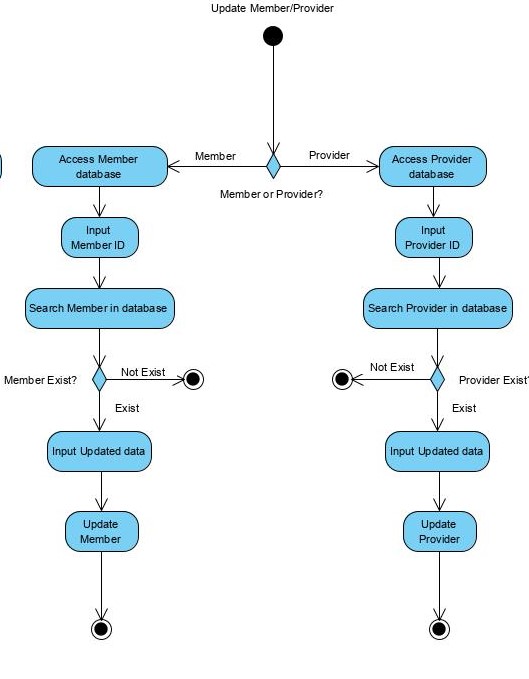 Update Member/Provider
Member
Provider
Member or Provider?
Access Member
database
Access Provider
database
Input
Member ID
Input
Provider ID
Search Member in database
Search Provider in database
Member Exist?
Not Exist
Not Exist
Provider Exist?
Exist
Exist
Input Updated data
Input Updated data
Update
Member
Update
Provider